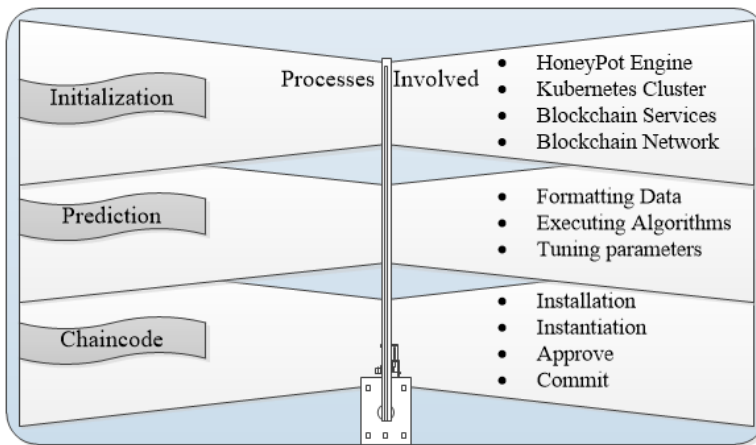 Processes Involved
Initialization
HoneyPot Engine
Kubernetes Cluster
Blockchain Services
Blockchain Network
Prediction
Formatting Data
Executing Algorithms
Tuning parameters
Chaincode
Installation
Instantiation
Approve
Commit